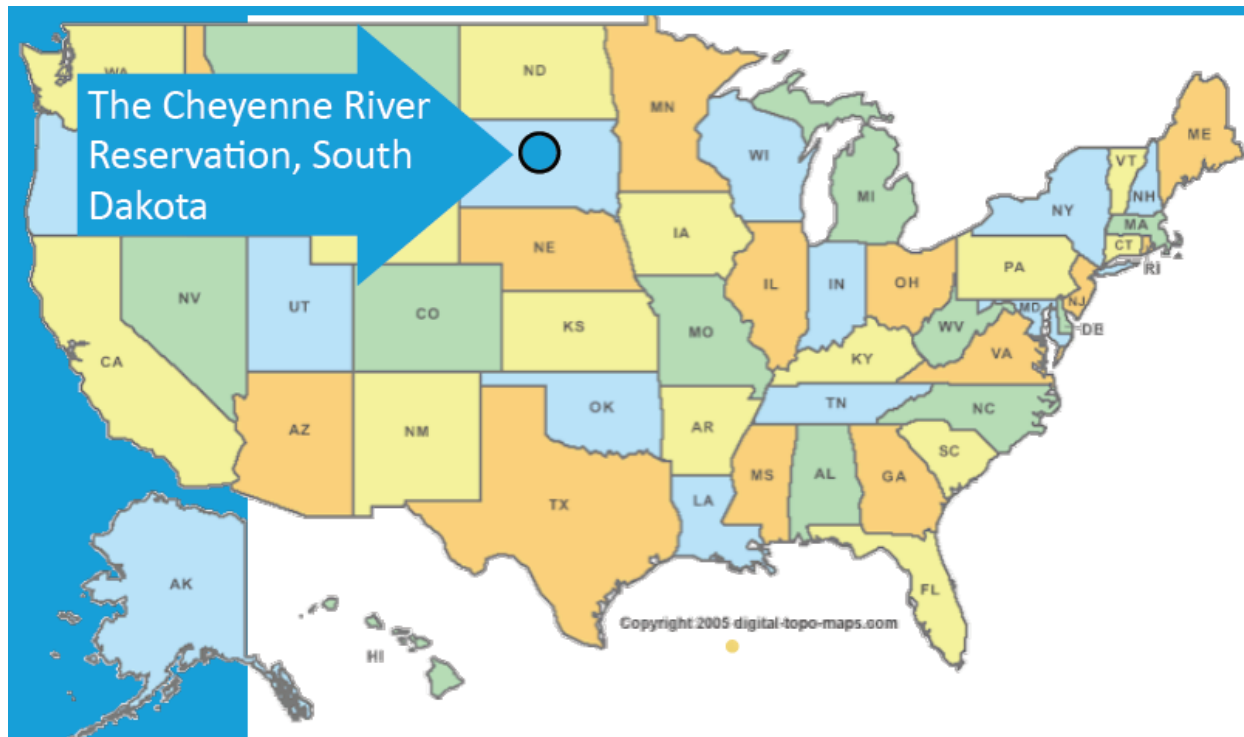 The Cheyenne River
Reservation, South
Dakota
ND
MN
WI
MI
ME
VT
NH
NY
MA
CT
RI
IA
NE
IL
IN
OH
PA
NJ
MD
DE
WV
VA
NV
UT
CO
KS
MO
KY
CA
AZ
NM
OK
AR
TN
NC
SC
MS
AL
GA
TX
LA
FL
AK
HI
Copyright 2005 digital-topo-maps.com